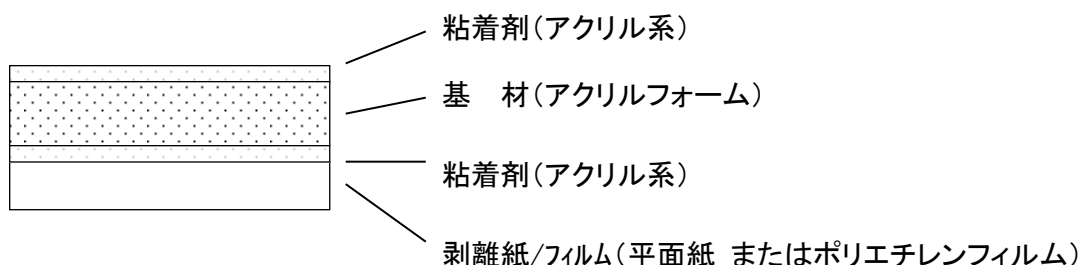 粘着剤(アクリル系)
基　材(アクリルフォーム)
粘着剤(アクリル系)
剥離紙/フィルム(平面紙 またはポリエチレンフィルム)